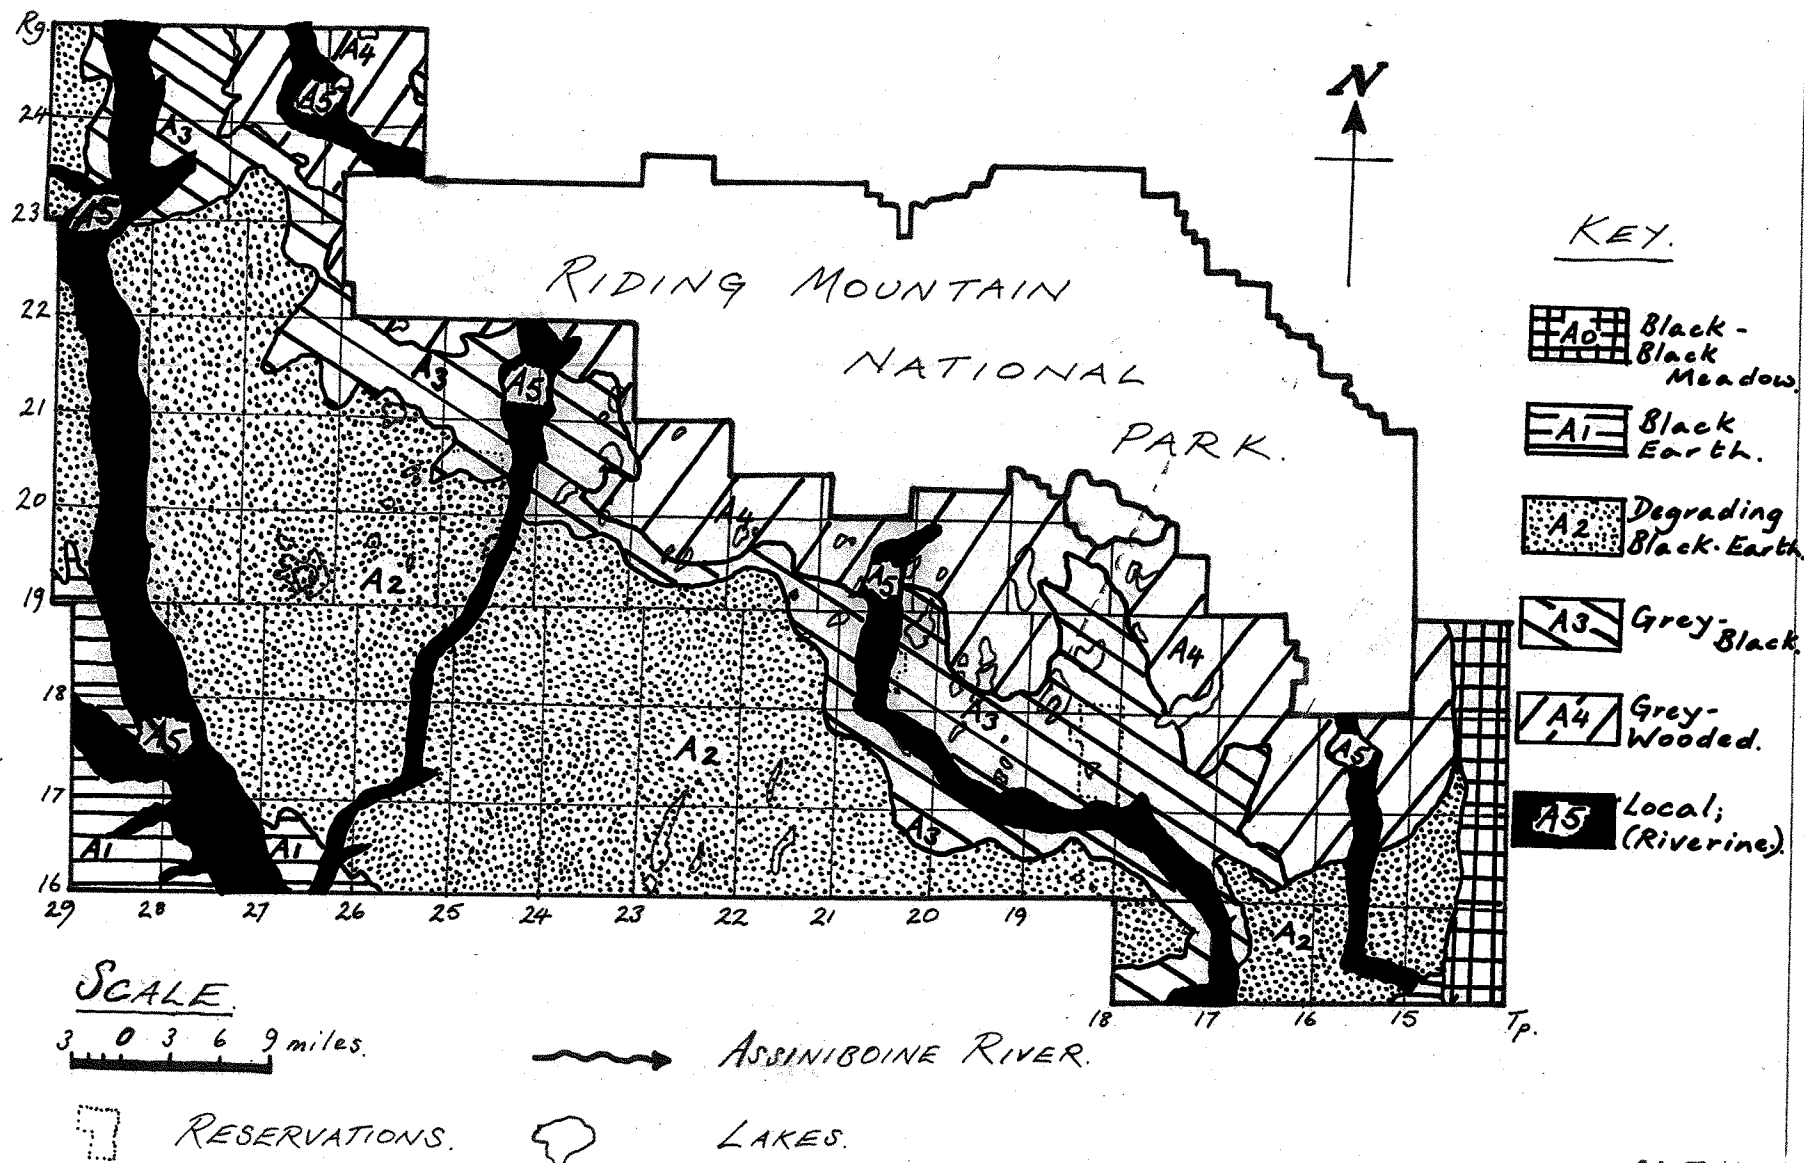 Rg.
24
23
22
21
20
19
18
17
16
29 28 27 26 25 24 23 22 21 20 19
18 17 16 15 Tp.
A4
A5
A3
A5
A3
A5
A4
A2
A5
A4
A3.
A2
A5
A5
A3
A1
A1
A2
RIDING MOUNTAIN
NATIONAL
PARK.
N
KEY.
A0 Black-
Black
Meadow.
A1 Black
Earth.
A2 Degrading
Black-Earth
A3 Grey-
Black.
A4 Grey-
Wooded.
A5 Local;
(Riverine).
SCALE.
3 0 3 6 9 miles.
ASSINIBOINE RIVER.
RESERVATIONS.
LAKES.